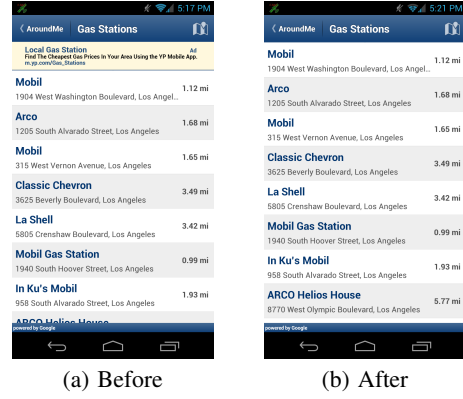 5:17 PM
AroundMe Gas Stations
Local Gas Station Ad
Find The Cheapest Gas Prices In Your Area Using the YP Mobile App.
m.yp.com/Gas_Stations
Mobil
1904 West Washington Boulevard, Los Angel... 1.12 mi
Arco
1205 South Alvarado Street, Los Angeles 1.68 mi
Mobil
315 West Vernon Avenue, Los Angeles 1.65 mi
Classic Chevron
3625 Beverly Boulevard, Los Angeles 3.49 mi
La Shell
5805 Crenshaw Boulevard, Los Angeles 3.42 mi
Mobil Gas Station
1940 South Hoover Street, Los Angeles 0.99 mi
In Ku's Mobil
958 South Alvarado Street, Los Angeles 1.93 mi
ARCO Helios House
powered by Google
(a) Before
5:21 PM
AroundMe Gas Stations
Mobil
1904 West Washington Boulevard, Los Angel... 1.12 mi
Arco
1205 South Alvarado Street, Los Angeles 1.68 mi
Mobil
315 West Vernon Avenue, Los Angeles 1.65 mi
Classic Chevron
3625 Beverly Boulevard, Los Angeles 3.49 mi
La Shell
5805 Crenshaw Boulevard, Los Angeles 3.42 mi
Mobil Gas Station
1940 South Hoover Street, Los Angeles 0.99 mi
In Ku's Mobil
958 South Alvarado Street, Los Angeles 1.93 mi
ARCO Helios House
8770 West Olympic Boulevard, Los Angeles 5.77 mi
powered by Google
(b) After